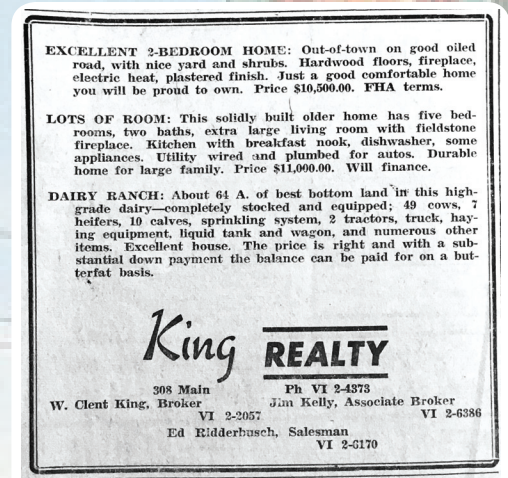 EXCELLENT 2-BEDROOM HOME: Out-of-town on good oiled
road, with nice yard and shrubs. Hardwood floors, fireplace,
electric heat, plastered finish. Just a good comfortable home
you will be proud to own. Price $10,500.00. FHA terms.
LOTS OF ROOM: This solidly built older home has five bed-
rooms, two baths, extra large living room with fieldstone
fireplace. Kitchen with breakfast nook, dishwasher, some
appliances. Utility wired and plumbed for autos. Durable
home for large family. Price $11,000.00. Will finance.
DAIRY RANCH: About 64 A. of best bottom land in this high-
grade dairy—completely stocked and equipped; 49 cows, 7
heifers, 10 calves, sprinkling system, 2 tractors, truck, hay-
ing equipment, liquid tank and wagon, and numerous other
items. Excellent house. The price is right and with a sub-
stantial down payment the balance can be paid for on a but-
terfat basis.
King REALTY
308 Main Ph VI 2-4373
W. Clent King, Broker Jim Kelly, Associate Broker
VI 2-2057 VI 2-6386
Ed Ridderbusch, Salesman
VI 2-6170